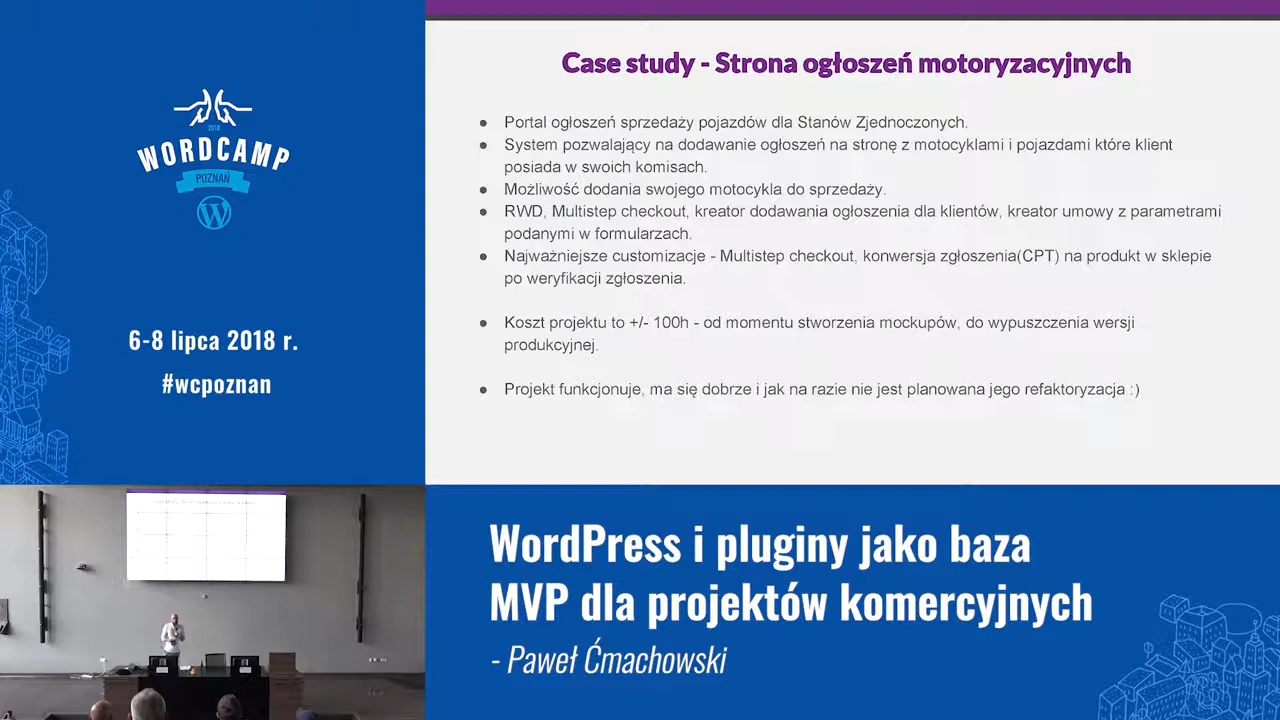 2018
WORDCAMP
POZNAŃ
6-8 lipca 2018 r.
#wcpoznan
Case study - Strona ogłoszeń motoryzacyjnych
● Portal ogłoszeń sprzedaży pojazdów dla Stanów Zjednoczonych.
● System pozwalający na dodawanie ogłoszeń na stronę z motocyklami i pojazdami które klient
posiada w swoich komisach.
● Możliwość dodania swojego motocykla do sprzedaży.
● RWD, Multistep checkout, kreator dodawania ogłoszenia dla klientów, kreator umowy z parametrami
podanymi w formularzach.
● Najważniejsze customizacje - Multistep checkout, konwersja zgłoszenia(CPT) na produkt w sklepie
po weryfikacji zgłoszenia.
● Koszt projektu to +/- 100h - od momentu stworzenia mockupów, do wypuszczenia wersji
produkcyjnej.
● Projekt funkcjonuje, ma się dobrze i jak na razie nie jest planowana jego refaktoryzacja :)
WordPress i pluginy jako baza
MVP dla projektów komercyjnych
- Paweł Ćmachowski